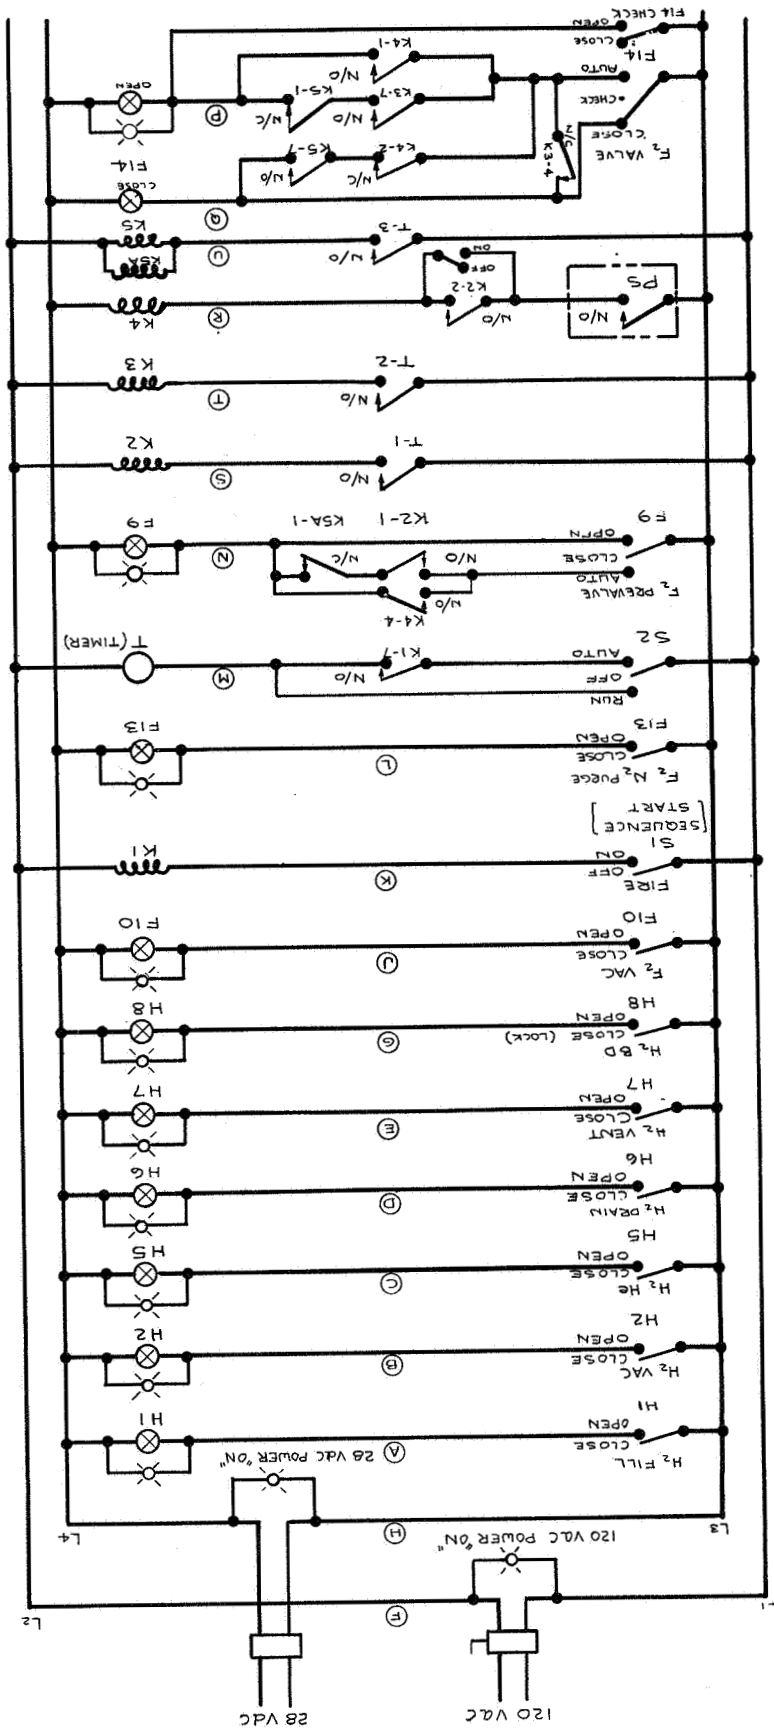 120 Vac
28 Vdc
L1
F
L2
120 Vac POWER "ON"
L3
H
L4
28 Vdc POWER "ON"
H2 FILL
CLOSE
OPEN
H1
A
H1
H2 VAC
CLOSE
OPEN
H2
B
H2
H2 He
CLOSE
OPEN
H5
C
H5
H2 DRAIN
CLOSE
OPEN
H6
D
H6
H2 VENT
CLOSE
OPEN
H7
E
H7
H2 BD
CLOSE (LOCK)
OPEN
H8
G
H8
F2 VAC
CLOSE
OPEN
F10
J
F10
FIRE
OFF
ON
S1
[SEQUENCE START]
K
K1
F2 N2 PURGE
CLOSE
OPEN
F13
L
F13
RUN
OFF
AUTO
S2
N/O
K1-7
M
T (TIMER)
F2 PREVALVE
AUTO
CLOSE
OPEN
F9
K4-4
N/O
N/O
N/C
K2-1
K5A-1
N
F9
N/O
T-1
S
K2
N/O
T-2
T
K3
PS
N/O
N/O
K2-2
OFF
ON
R
K4
N/O
T-3
U
K5A
K5
F2 VALVE
CLOSE
CHECK
AUTO
F14
K3-4
N/C
N/C
K4-2
N/O
K5-7
Q
CLOSE
F14
N/O
K3-7
N/C
K5-1
P
OPEN
N/O
K4-1
CLOSE
OPEN
F14 CHECK